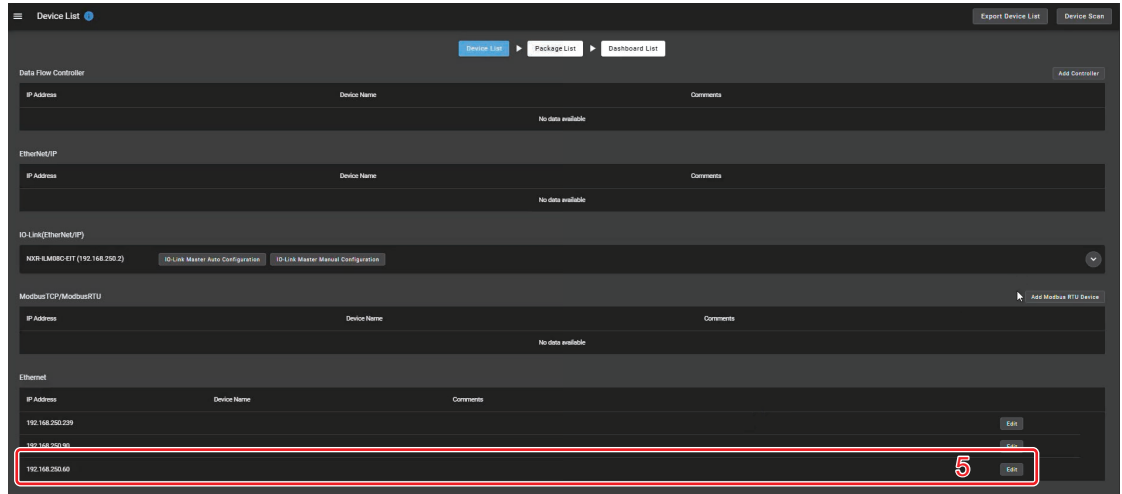 Device List
Export Device List Device Scan
Device List Package List Dashboard List
Data Flow Controller Add Controller
IP Address Device Name Comments
No data available
EtherNet/IP
IP Address Device Name Comments
No data available
IO-Link(EtherNet/IP)
NXR-ILM08C-EIT (192.168.250.2) IO-Link Master Auto Configuration IO-Link Master Manual Configuration
ModbusTCP/ModbusRTU Add Modbus RTU Device
IP Address Device Name Comments
No data available
Ethernet
IP Address Device Name Comments
192.168.250.239 Edit
192.168.250.90 Edit
192.168.250.60 5 Edit